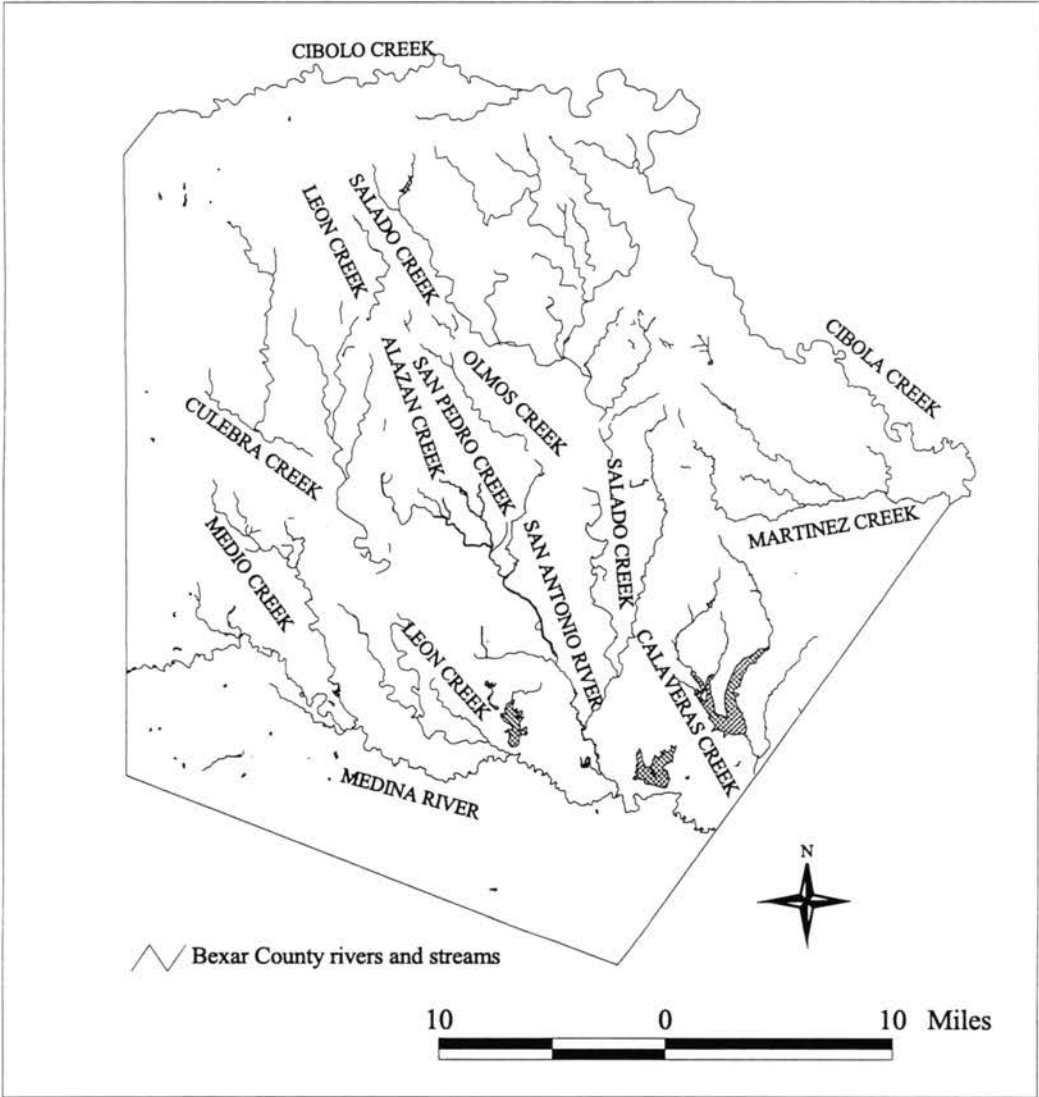 CIBOLO CREEK
SALADO CREEK
LEON CREEK
CIBOLA CREEK
OLMOS CREEK
SAN PEDRO CREEK
ALAZAN CREEK
CULEBRA CREEK
SALADO CREEK
MARTINEZ CREEK
MEDIO CREEK
SAN ANTONIO RIVER
LEON CREEK
CALAVERAS CREEK
MEDINA RIVER
N
Bexar County rivers and streams
10 0 10 Miles